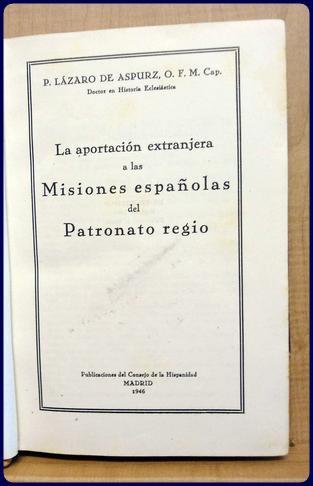 P. LÁZARO DE ASPURZ, O. F. M. Cap.
Doctor en Historia Eclesiástica
La aportación extranjera
a las
Misiones españolas
del
Patronato regio
Publicaciones del Consejo de la Hispanidad
MADRID
1946